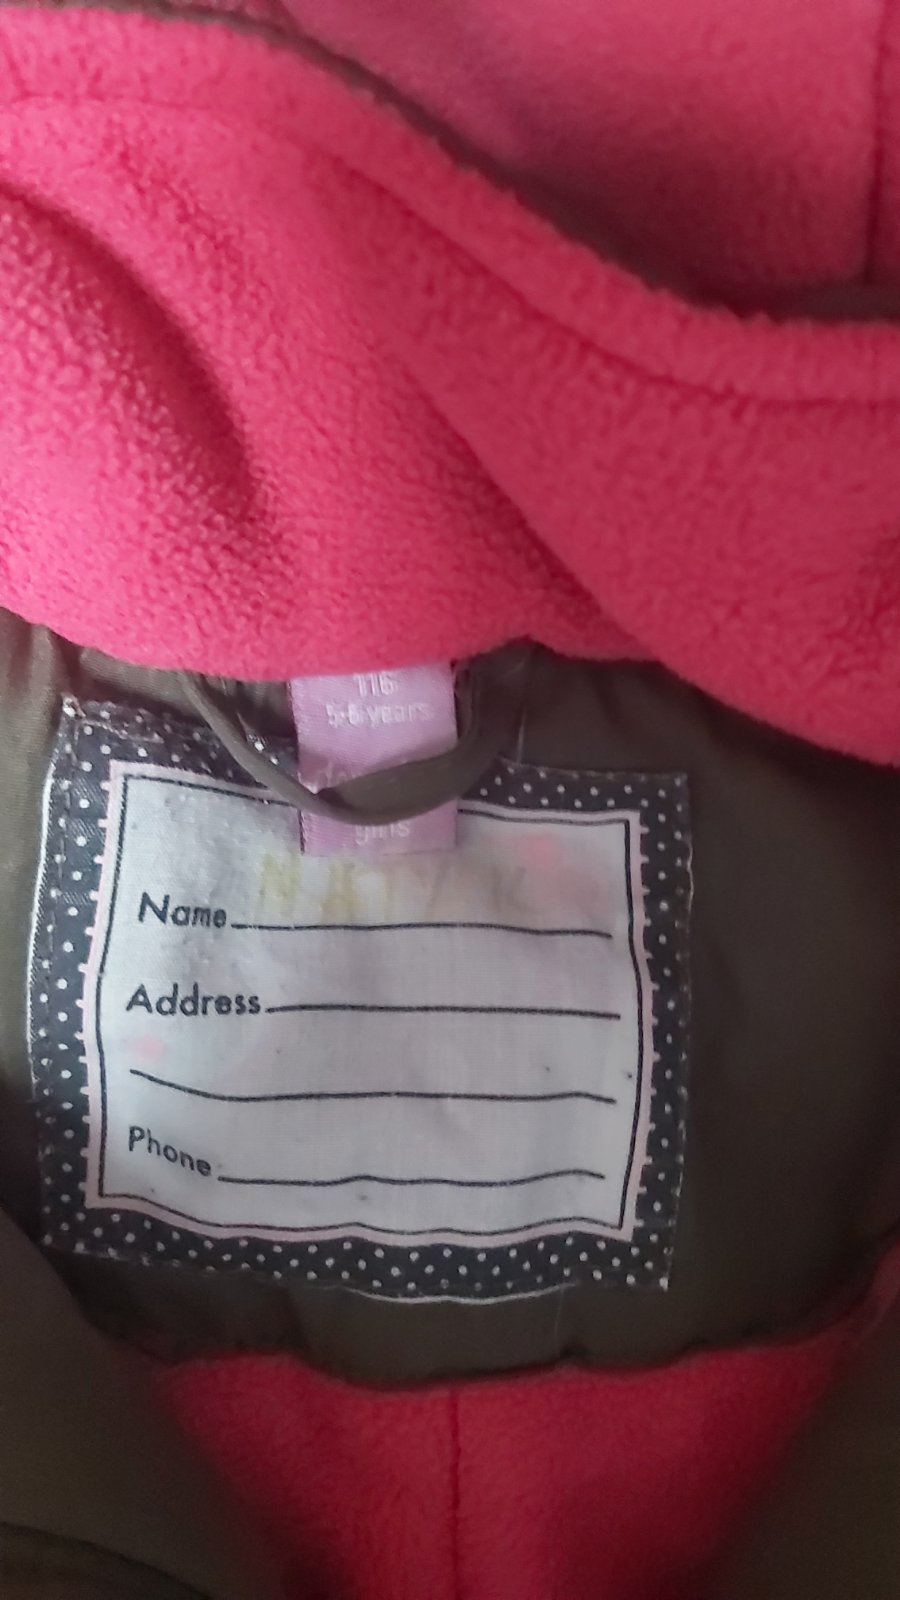 116
5-6 years
girls
Name
Address
Phone